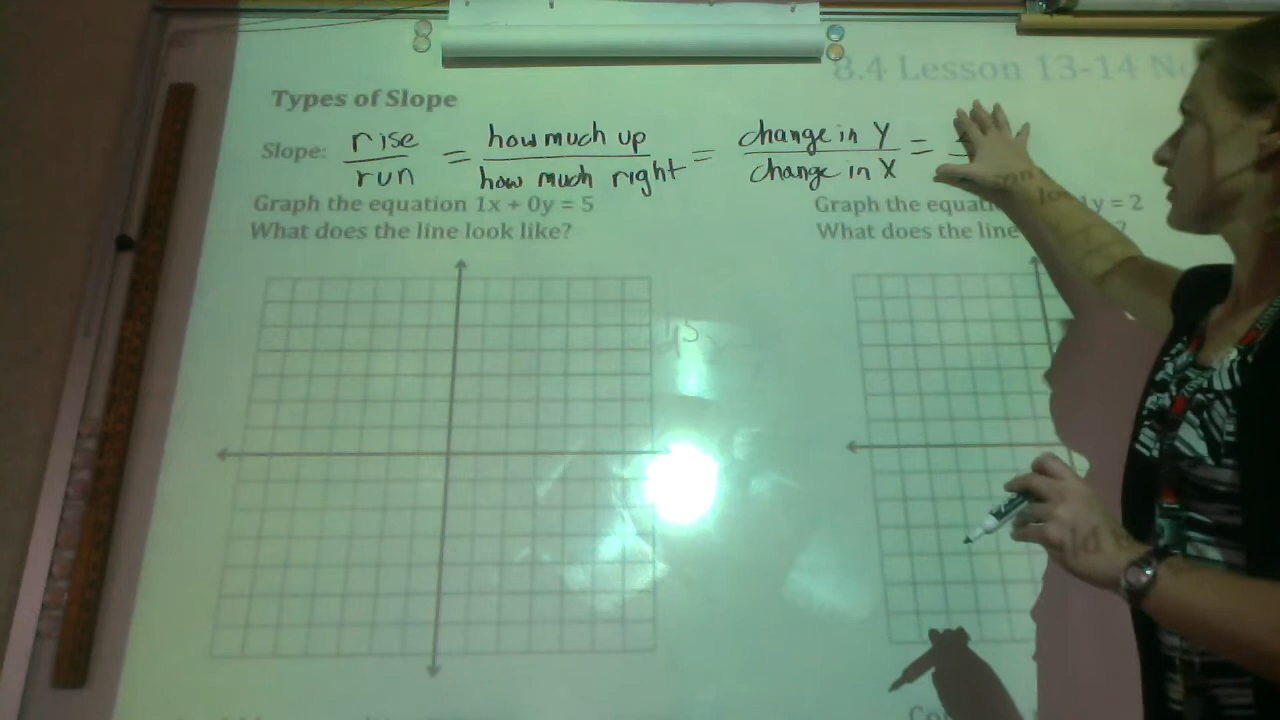 8.4 Lesson 13-14
Types of Slope
Slope: rise/run = how much up/how much right = change in Y/change in X =
Graph the equation 1x + 0y = 5
What does the line look like?
Graph the y = 2
What does the line ?